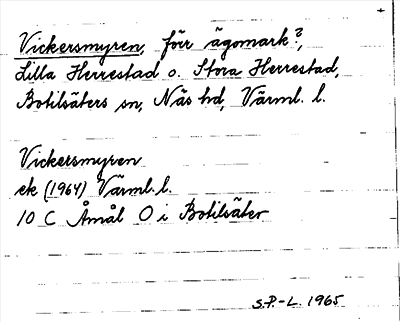 Vickersmyren, förr ägomark?,
Lilla Herrestad o. Stora Herrestad,
Botilsäters sn, Näs hd, Värml. l.
Vickersmyren
ek (1964) Värml. l.
10 C Åmål O i Botilsäter
S.P.-L. 1965